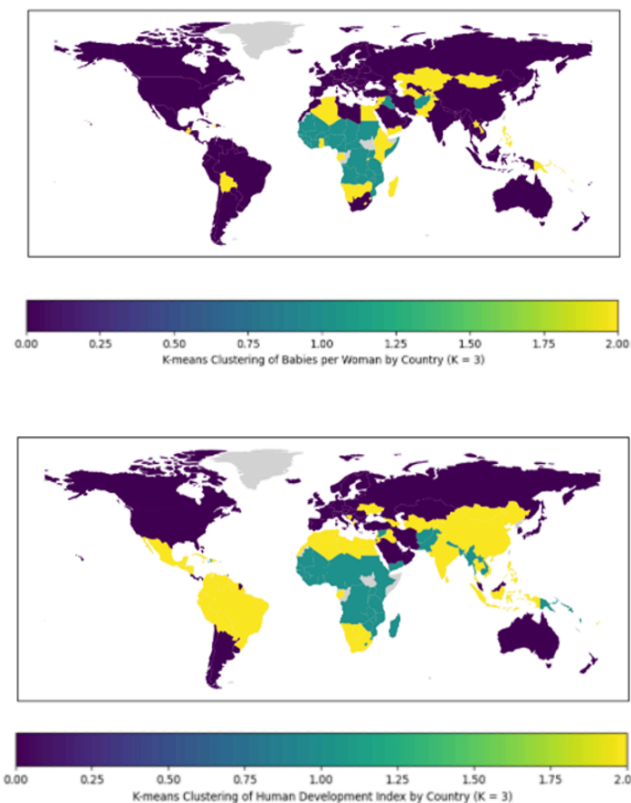 0.00 0.25 0.50 0.75 1.00 1.25 1.50 1.75 2.00
K-means Clustering of Babies per Woman by Country (K = 3)
0.00 0.25 0.50 0.75 1.00 1.25 1.50 1.75 2.0
K-means Clustering of Human Development Index by Country (K = 3)